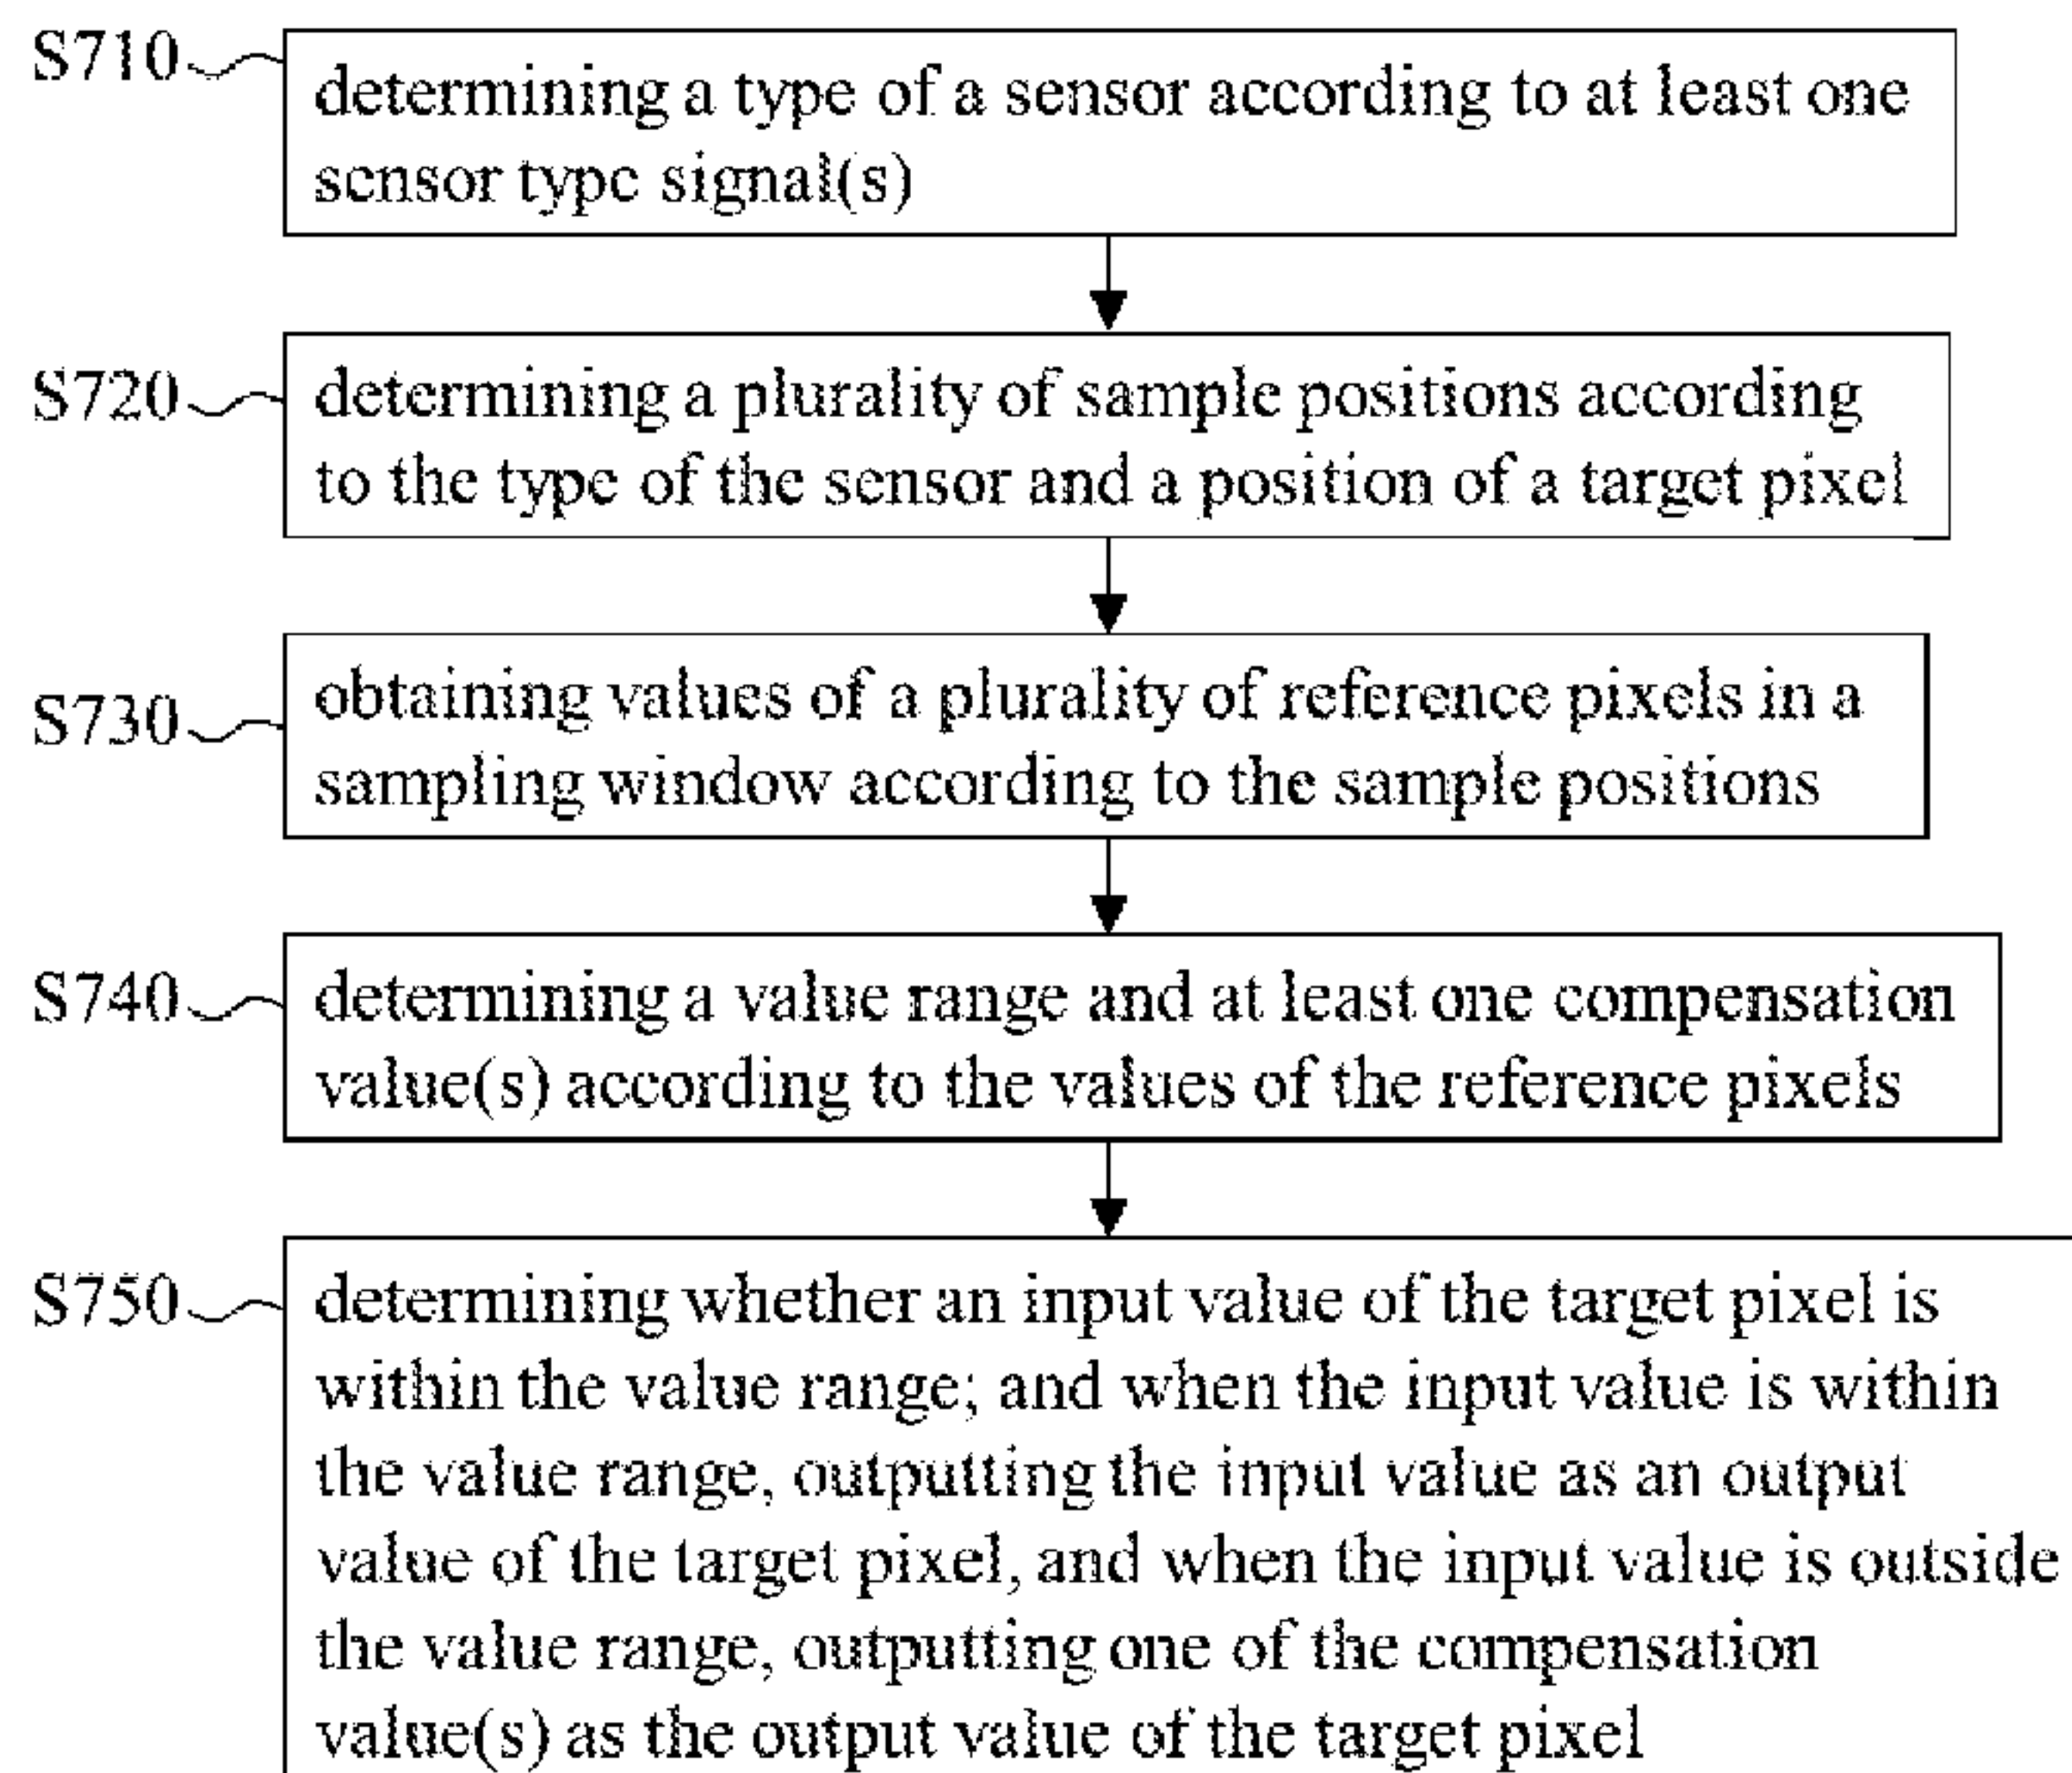 S710
determining a type of a sensor according to at least one
sensor type signal(s)
S720
determining a plurality of sample positions according
to the type of the sensor and a position of a target pixel
S730
obtaining values of a plurality of reference pixels in a
sampling window according to the sample positions
S740
determining a value range and at least one compensation
value(s) according to the values of the reference pixels
S750
determining whether an input value of the target pixel is
within the value range; and when the input value is within
the value range, outputting the input value as an output
value of the target pixel, and when the input value is outside
the value range, outputting one of the compensation
value(s) as the output value of the target pixel